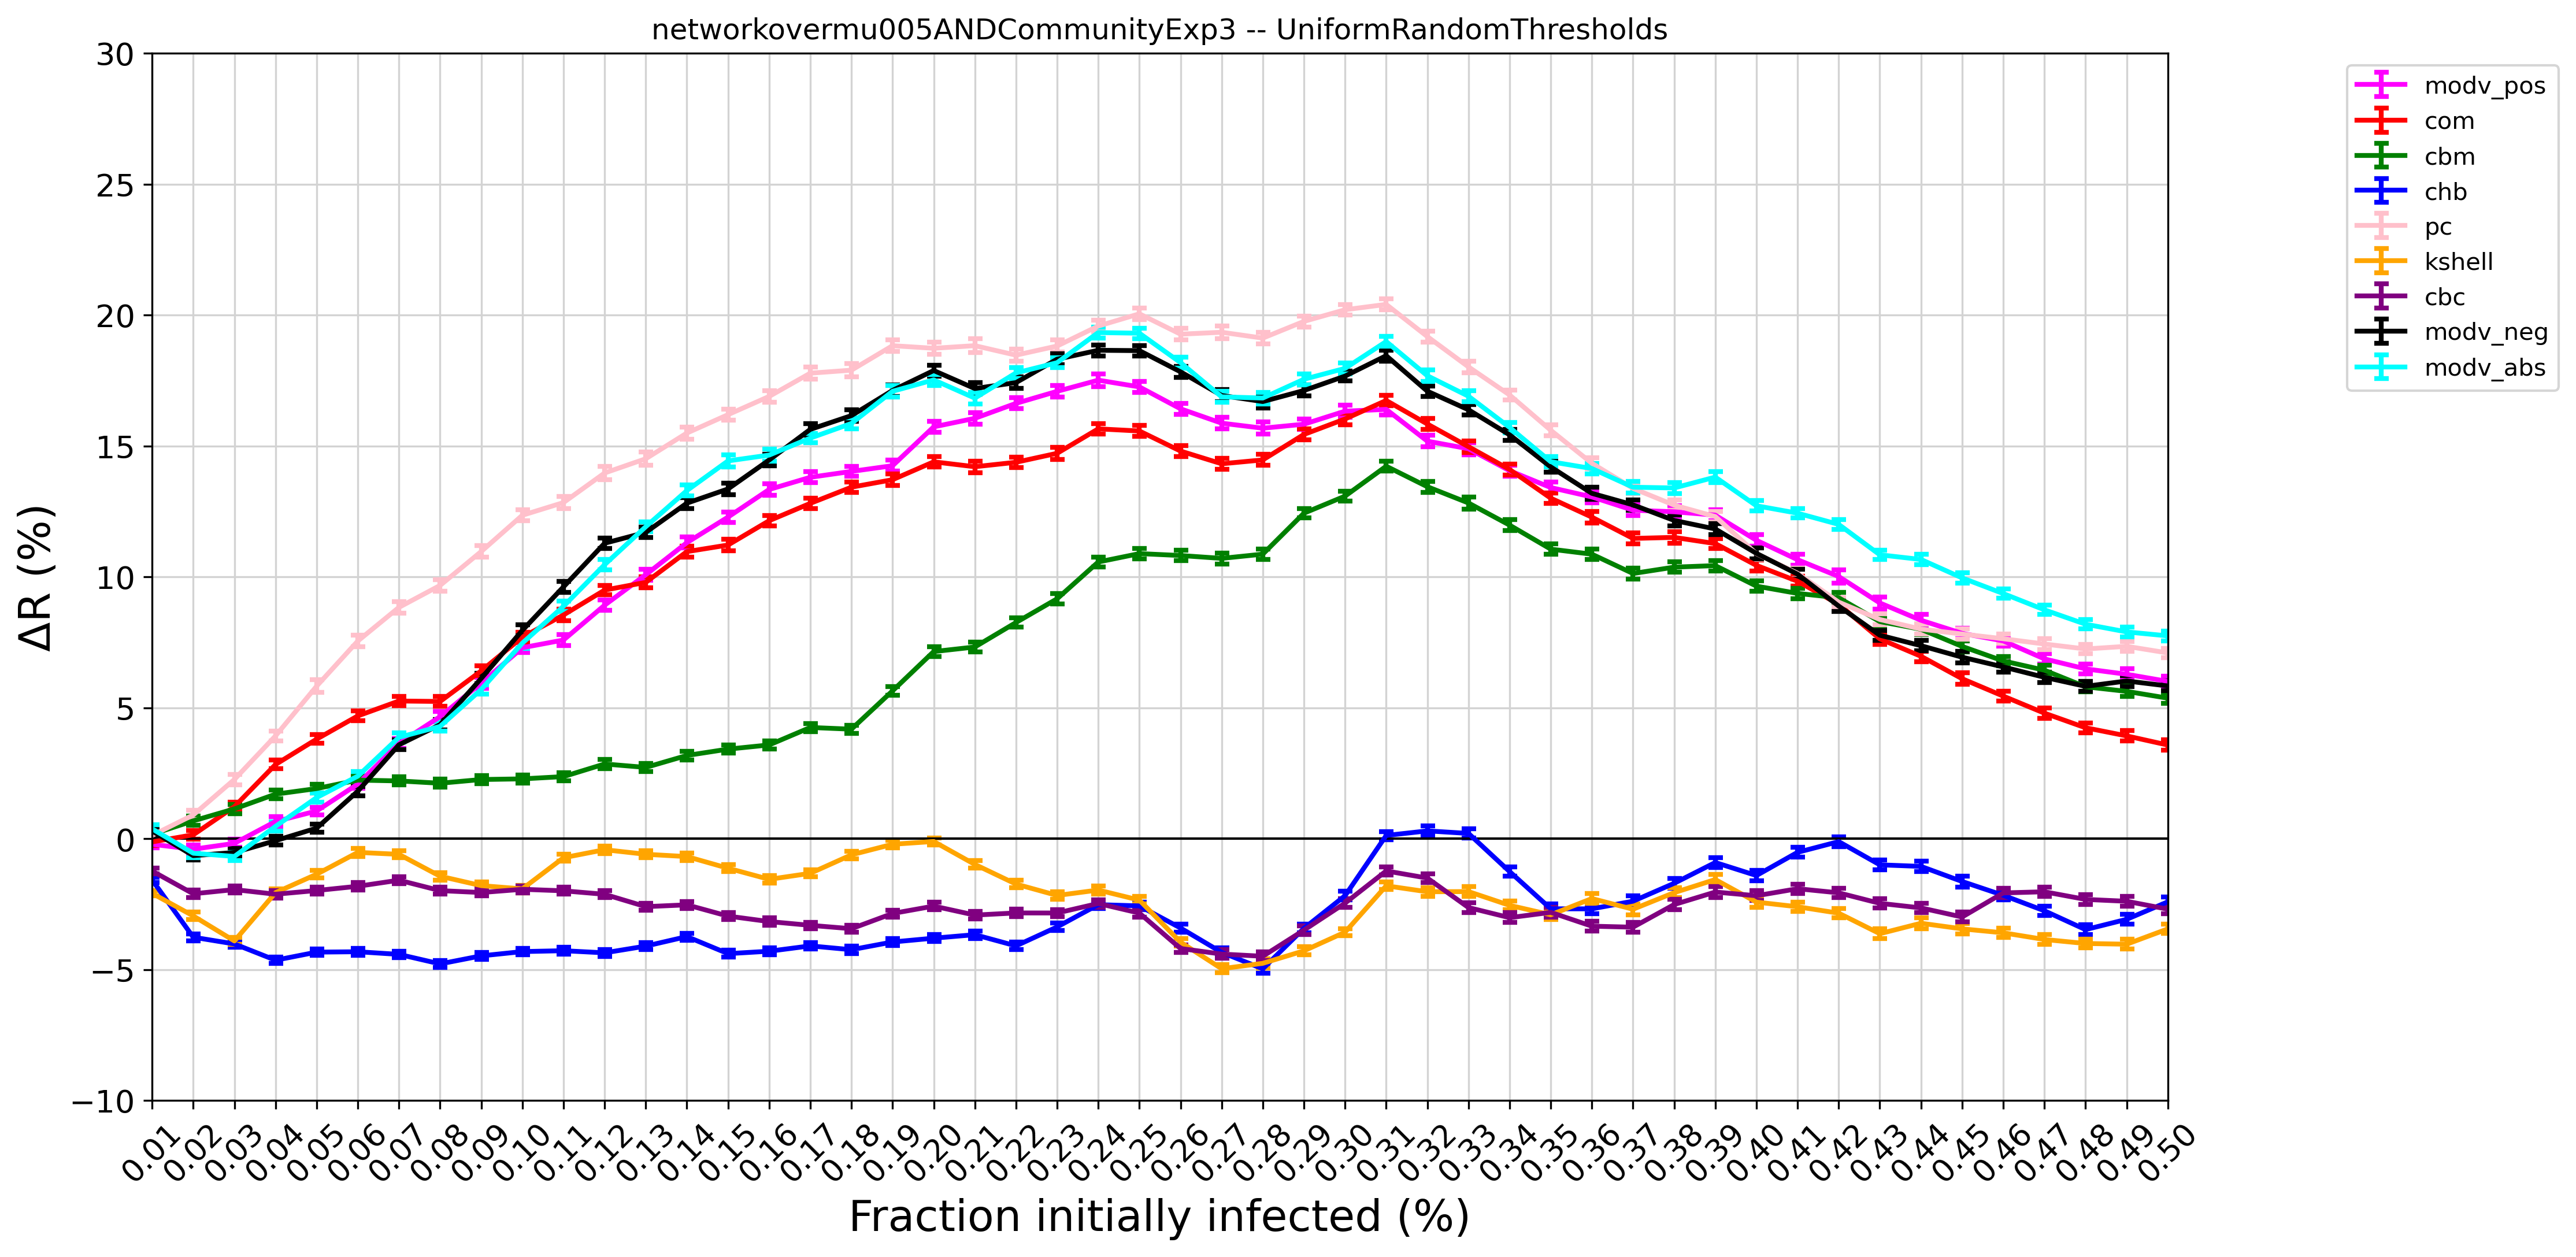 networkovermu005ANDCommunityExp3 -- UniformRandomThresholds
30
25
20
15
10
5
0
−5
−10
ΔR (%)
0.01 0.02 0.03 0.04 0.05 0.06 0.07 0.08 0.09 0.10 0.11 0.12 0.13 0.14 0.15 0.16 0.17 0.18 0.19 0.20 0.21 0.22 0.23 0.24 0.25 0.26 0.27 0.28 0.29 0.30 0.31 0.32 0.33 0.34 0.35 0.36 0.37 0.38 0.39 0.40 0.41 0.42 0.43 0.44 0.45 0.46 0.47 0.48 0.49 0.50
Fraction initially infected (%)
modv_pos
com
cbm
chb
pc
kshell
cbc
modv_neg
modv_abs